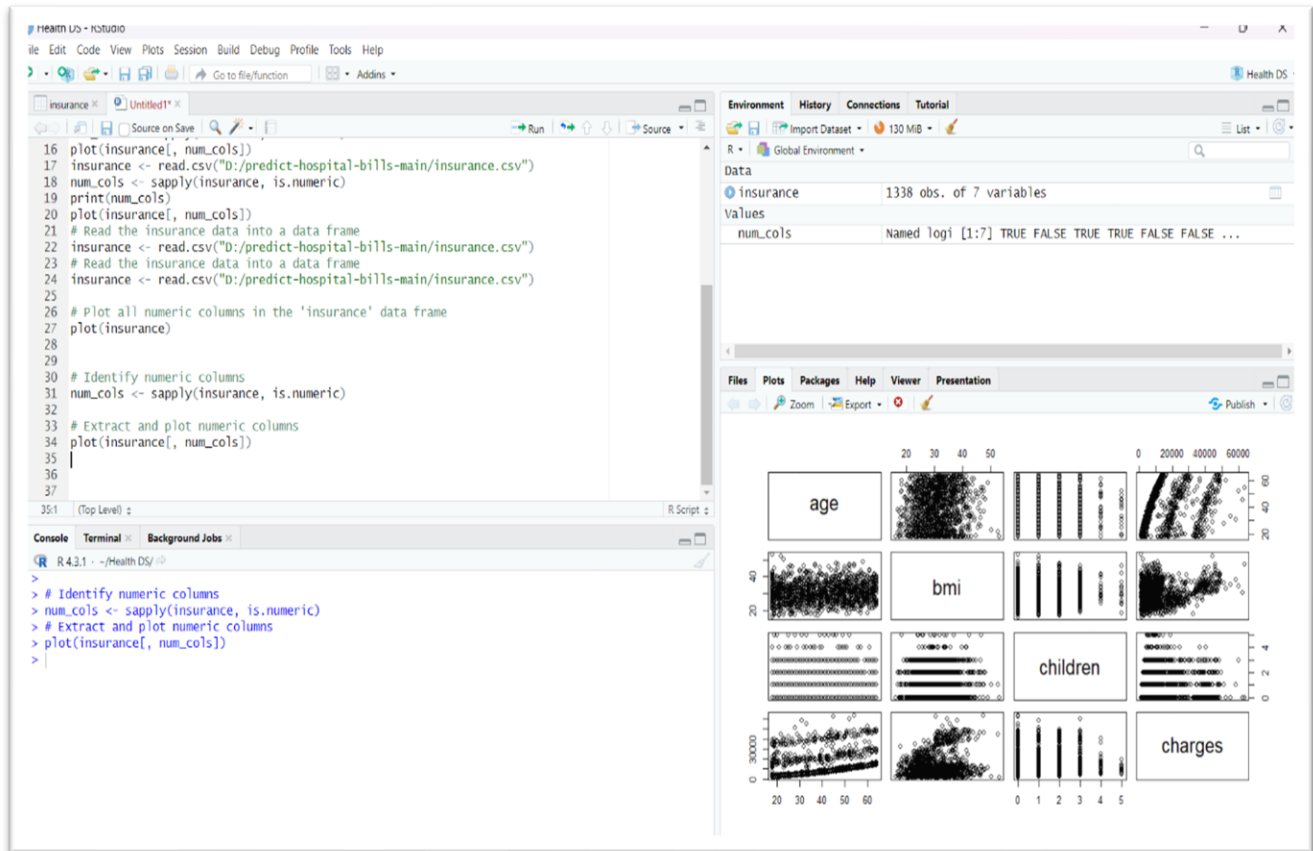 Health DS - RStudio
ile Edit Code View Plots Session Build Debug Profile Tools Help
Go to file/function Addins Health DS
insurance Untitled1*
Source on Save Run Source
16 plot(insurance[, num_cols])
17 insurance <- read.csv("D:/predict-hospital-bills-main/insurance.csv")
18 num_cols <- sapply(insurance, is.numeric)
19 print(num_cols)
20 plot(insurance[, num_cols])
21 # Read the insurance data into a data frame
22 insurance <- read.csv("D:/predict-hospital-bills-main/insurance.csv")
23 # Read the insurance data into a data frame
24 insurance <- read.csv("D:/predict-hospital-bills-main/insurance.csv")
25
26 # Plot all numeric columns in the 'insurance' data frame
27 plot(insurance)
28
29
30 # Identify numeric columns
31 num_cols <- sapply(insurance, is.numeric)
32
33 # Extract and plot numeric columns
34 plot(insurance[, num_cols])
35
36
37
35:1 (Top Level) R Script
Console Terminal Background Jobs
R 4.3.1 · ~/Health DS/
>
> # Identify numeric columns
> num_cols <- sapply(insurance, is.numeric)
> # Extract and plot numeric columns
> plot(insurance[, num_cols])
>
Environment History Connections Tutorial
Import Dataset 130 MiB List
R Global Environment
Data
insurance 1338 obs. of 7 variables
Values
num_cols Named logi [1:7] TRUE FALSE TRUE TRUE FALSE FALSE ...
Files Plots Packages Help Viewer Presentation
Zoom Export Publish
20 30 40 50 0 20000 40000 60000
age
20 40 60
20 40
bmi
children
0 2 4
0 30000
charges
20 30 40 50 60 0 1 2 3 4 5